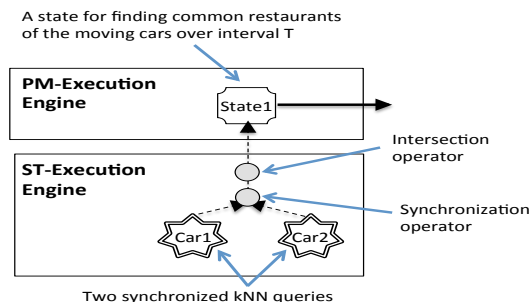 A state for finding common restaurants
of the moving cars over interval T
PM-Execution
Engine
State1
Intersection
operator
ST-Execution
Engine
Synchronization
operator
Car1
Car2
Two synchronized kNN queries